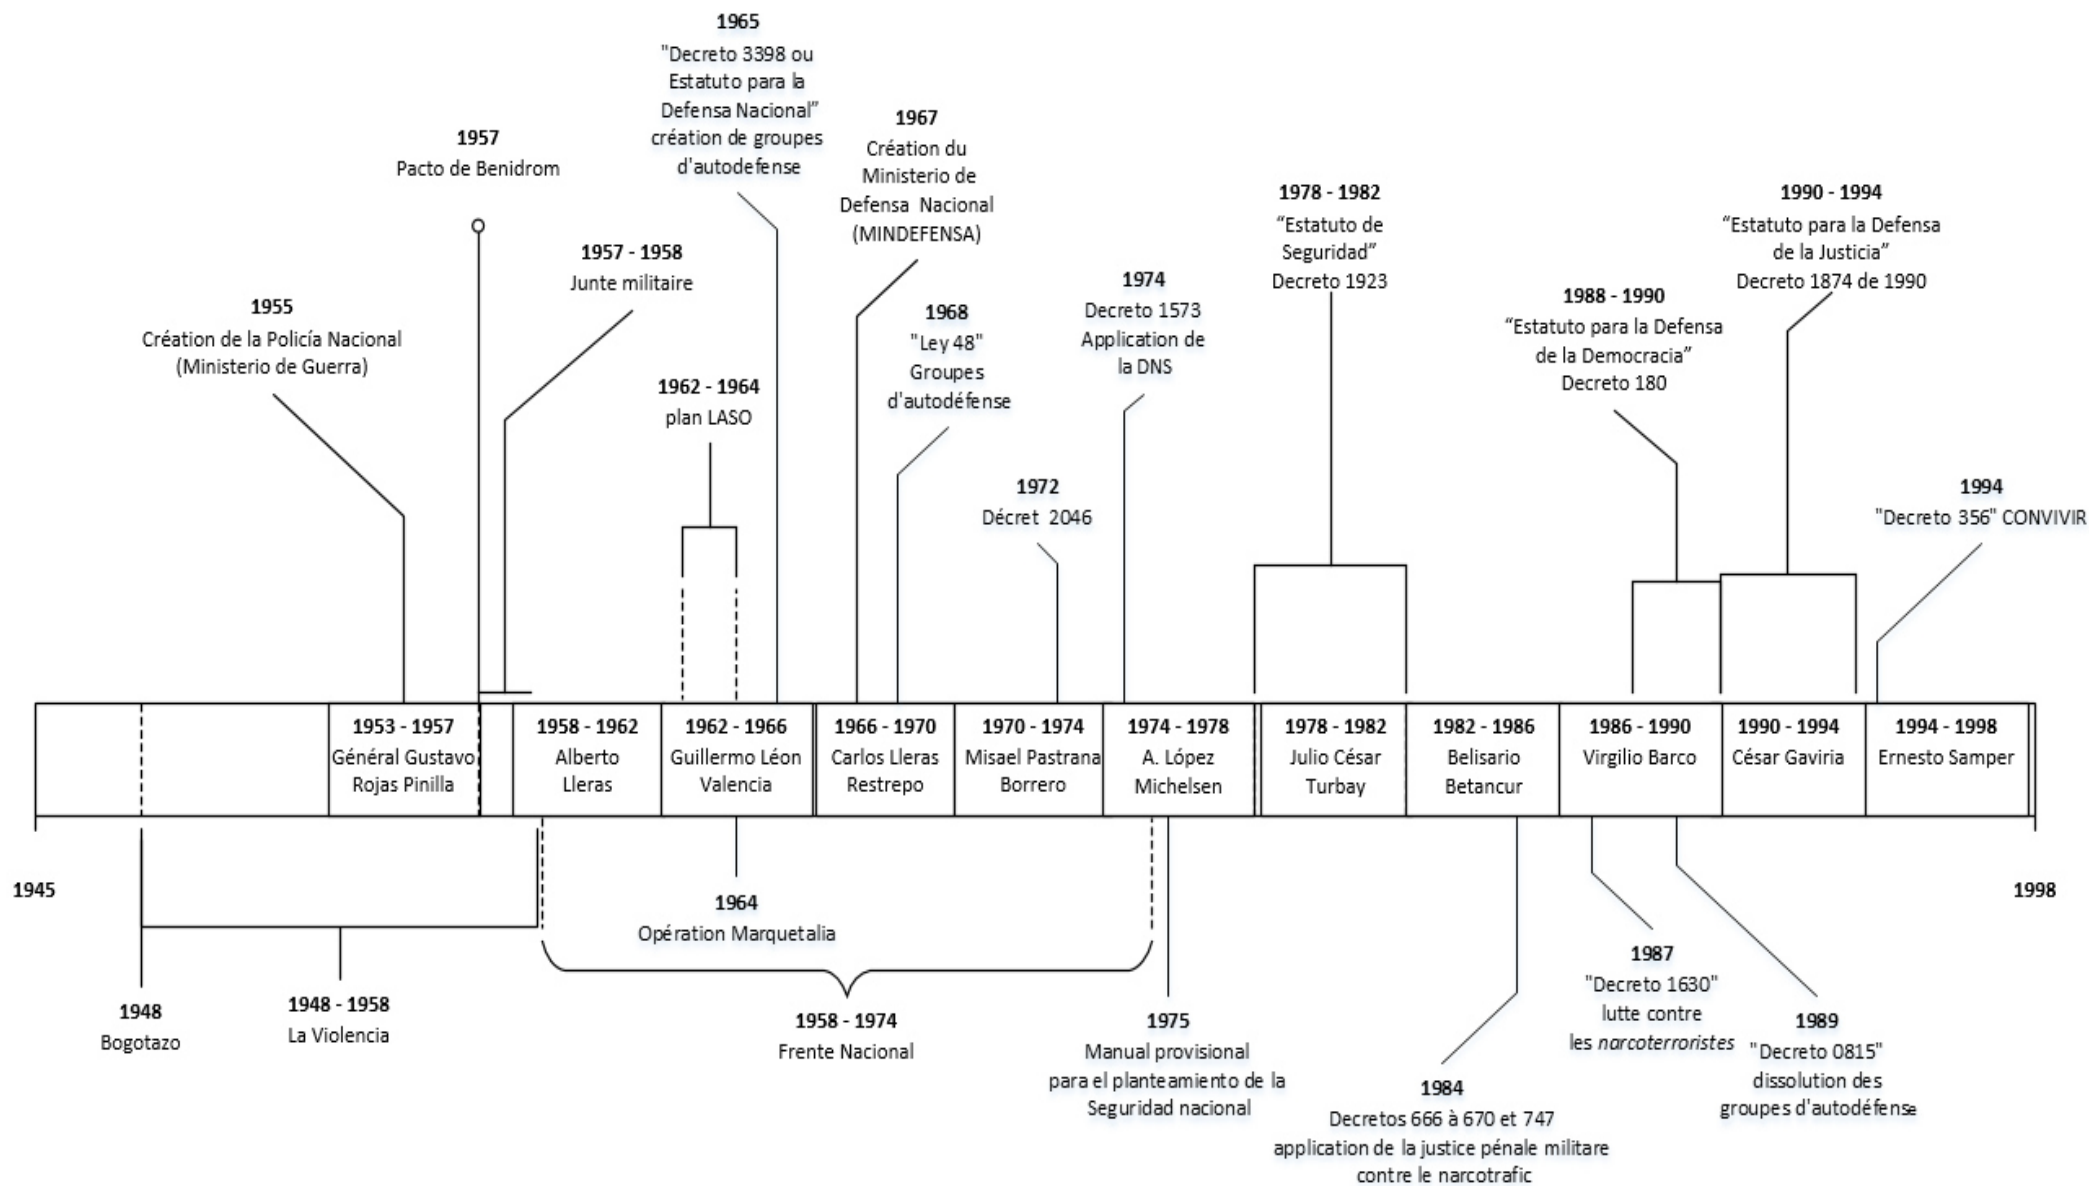 1965
"Decreto 3398 ou
Estatuto para la
Defensa Nacional”
création de groupes
d'autodefense
1957
Pacto de Benidrom
1967
Création du
Ministerio de
Defensa Nacional
(MINDEFENSA)
1957 - 1958
Junte militaire
1955
Création de la Policía Nacional
(Ministerio de Guerra)
1962 - 1964
plan LASO
1968
"Ley 48"
Groupes
d'autodéfense
1972
Décret 2046
1974
Decreto 1573
Application de
la DNS
1978 - 1982
“Estatuto de
Seguridad”
Decreto 1923
1988 - 1990
“Estatuto para la Defensa
de la Democracia”
Decreto 180
1990 - 1994
“Estatuto para la Defensa
de la Justicia”
Decreto 1874 de 1990
1994
"Decreto 356" CONVIVIR
1953 - 1957
Général Gustavo
Rojas Pinilla
1958 - 1962
Alberto
Lleras
1962 - 1966
Guillermo Léon
Valencia
1966 - 1970
Carlos Lleras
Restrepo
1970 - 1974
Misael Pastrana
Borrero
1974 - 1978
A. López
Michelsen
1978 - 1982
Julio César
Turbay
1982 - 1986
Belisario
Betancur
1986 - 1990
Virgilio Barco
1990 - 1994
César Gaviria
1994 - 1998
Ernesto Samper
1945
1998
1948
Bogotazo
1948 - 1958
La Violencia
1964
Opération Marquetalia
1958 - 1974
Frente Nacional
1975
Manual provisional
para el planteamiento de la
Seguridad nacional
1984
Decretos 666 à 670 et 747
application de la justice pénale militare
contre le narcotrafic
1987
"Decreto 1630"
lutte contre
les narcoterroristes
1989
"Decreto 0815"
dissolution des
groupes d'autodéfense